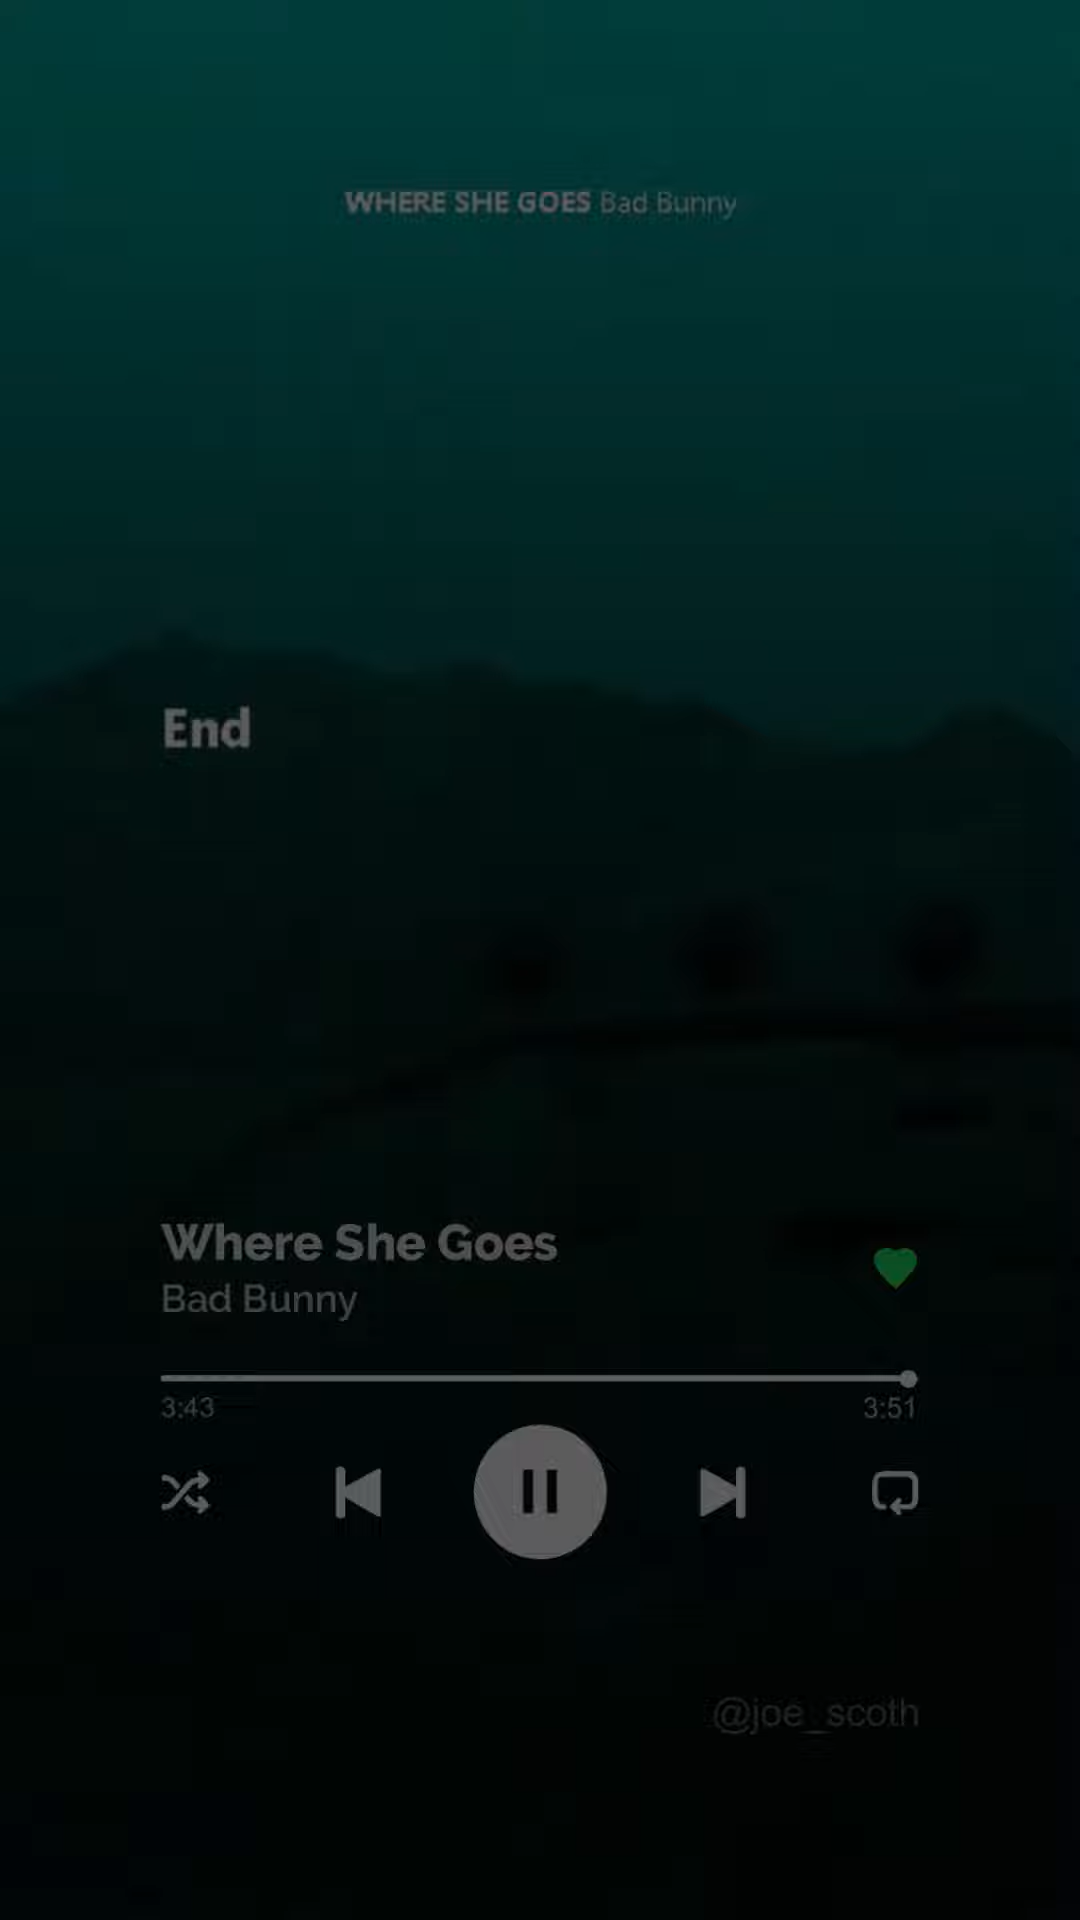 WHERE SHE GOES Bad Bunny
End
Where She Goes
Bad Bunny
3:43
3:51
@joe_scoth